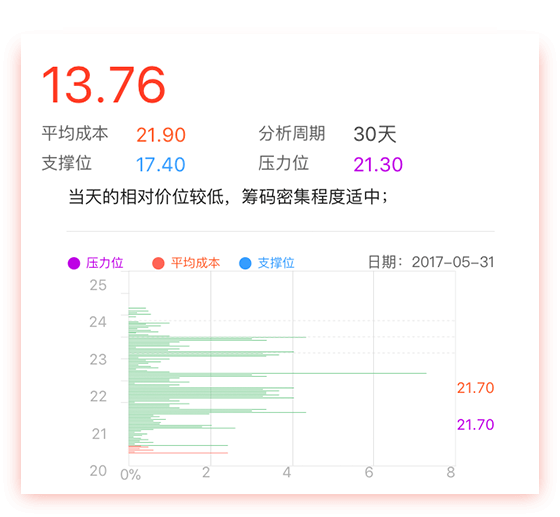 13.76
平均成本 21.90 分析周期 30天
支撑位 17.40 压力位 21.30
当天的相对价位较低，筹码密集程度适中；
压力位 平均成本 支撑位 日期：2017-05-31
25
24
23
22
21.70
21.70
21
20
0% 2 4 6 8